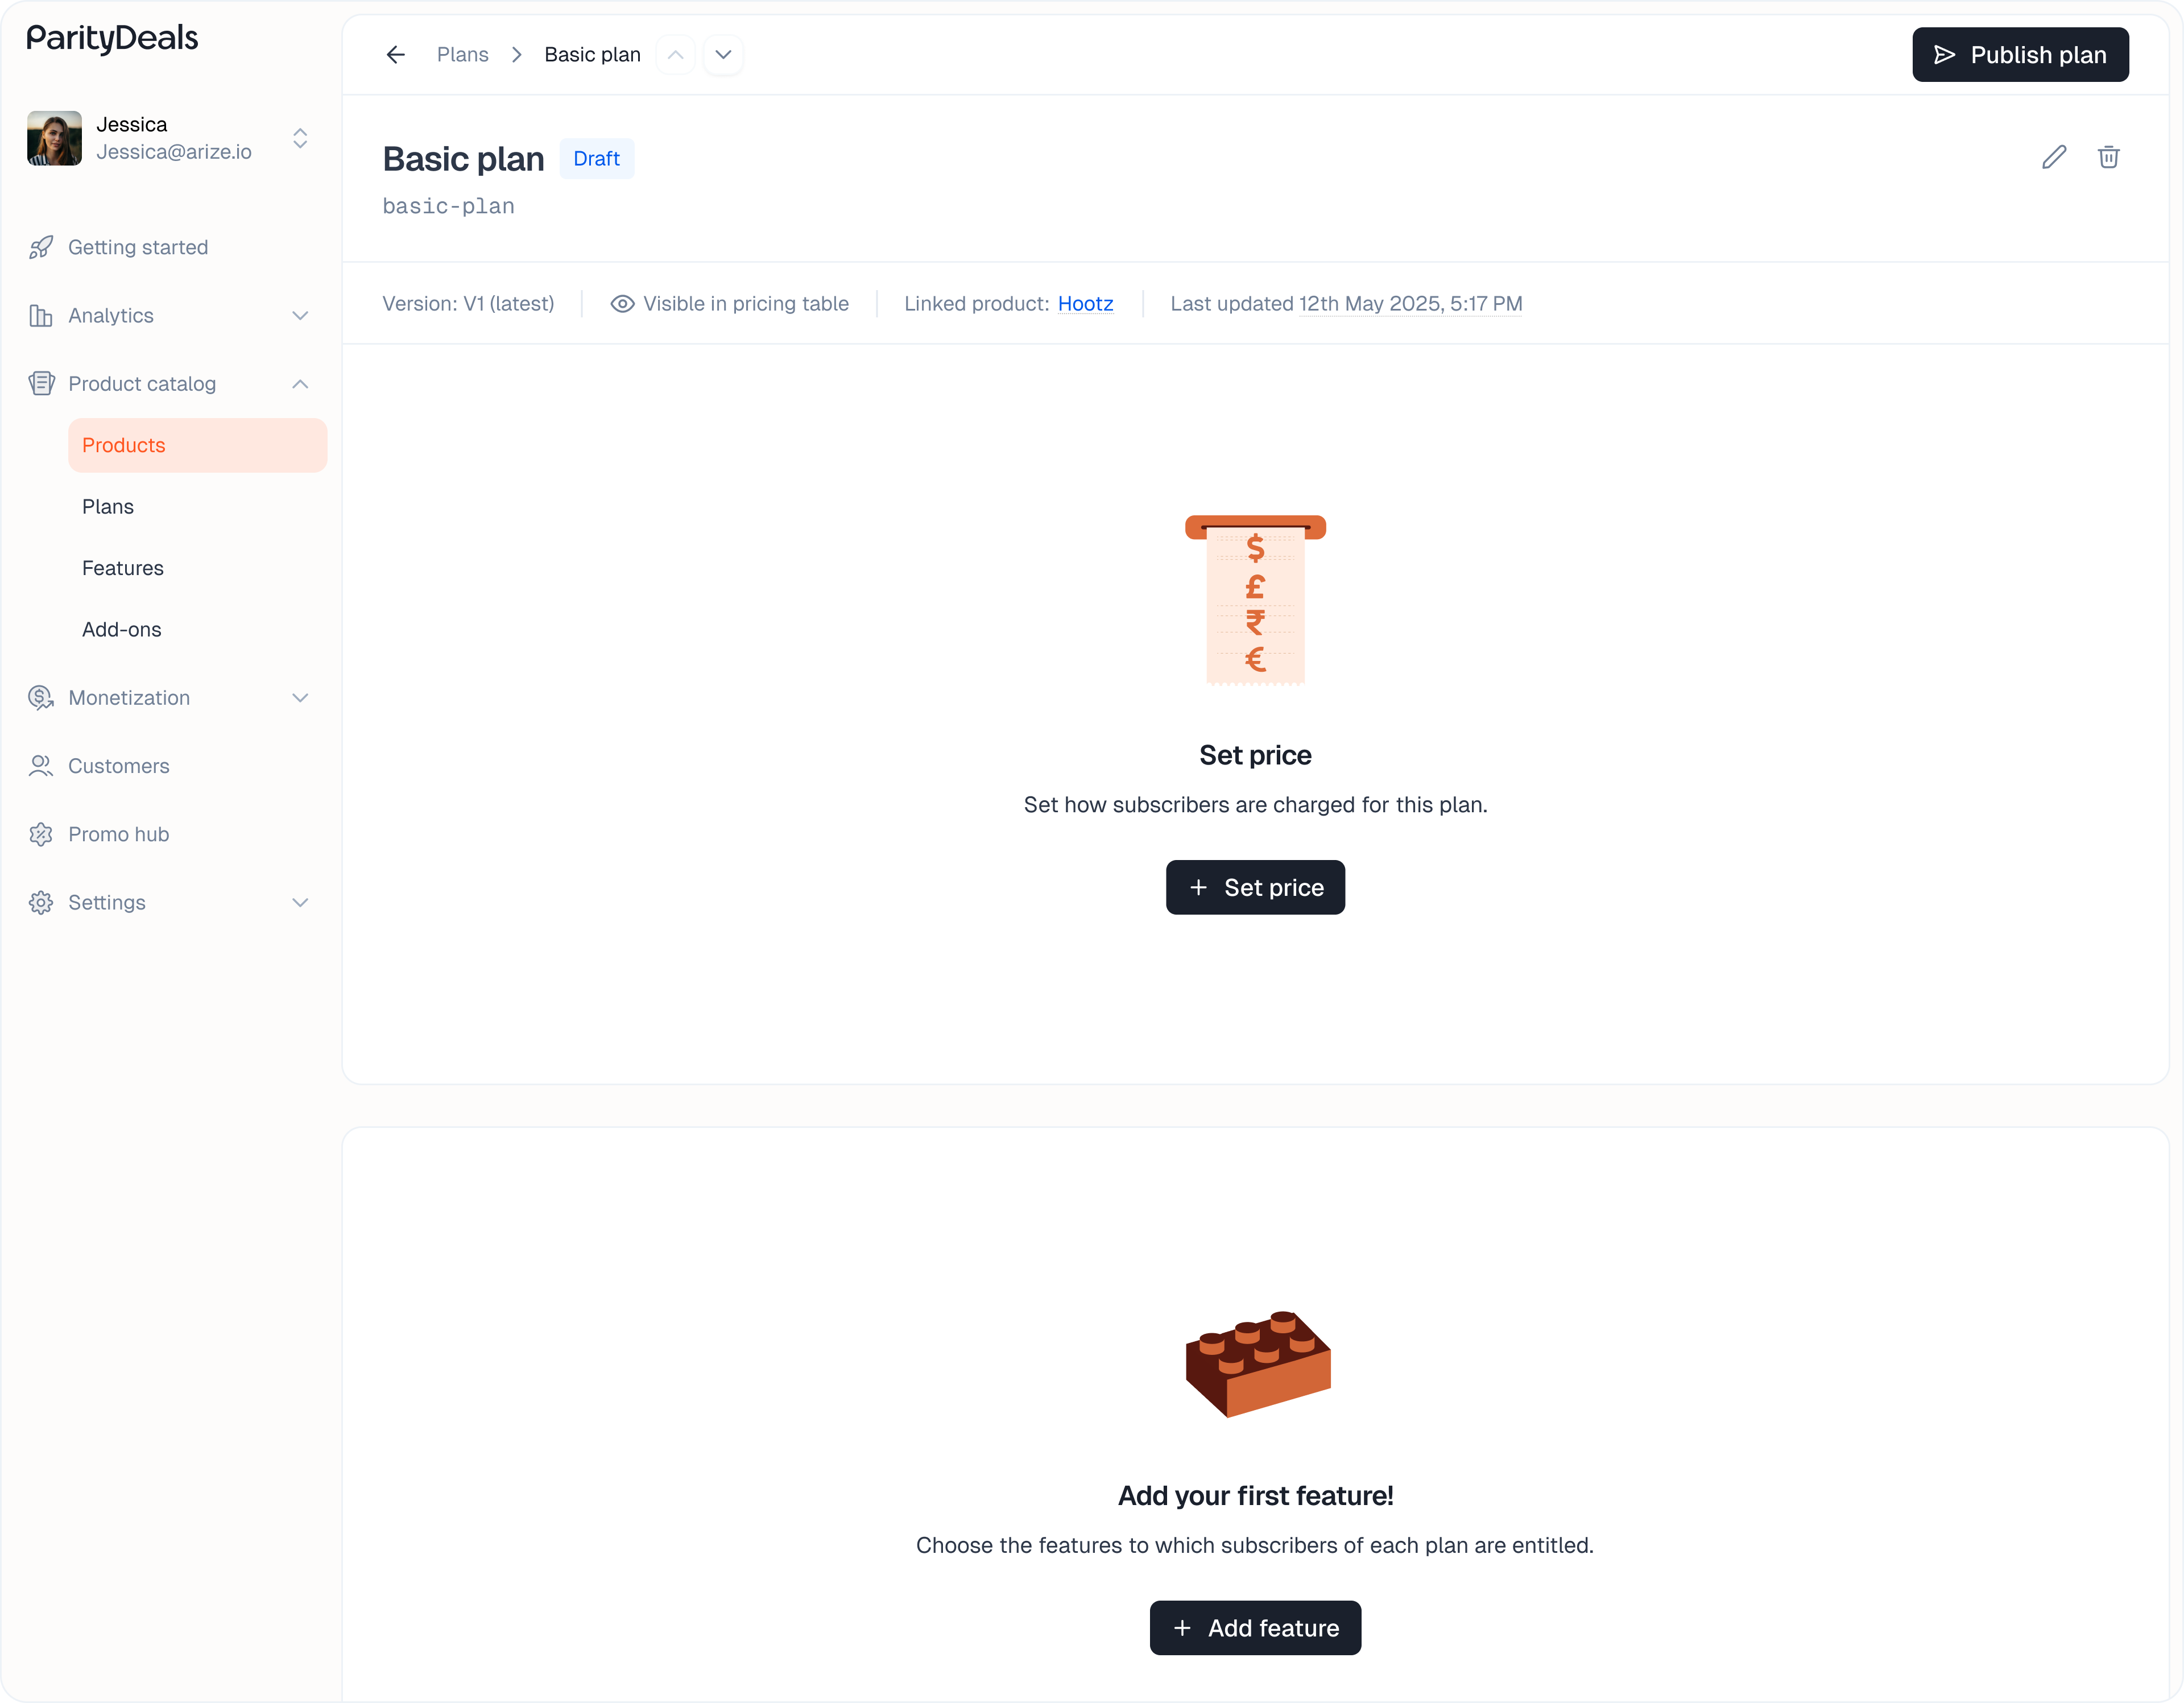 ParityDeals
Jessica
Jessica@arize.io
Getting started
Analytics
Product catalog
Products
Plans
Features
Add-ons
Monetization
Customers
Promo hub
Settings
Plans
Basic plan
Publish plan
Basic plan
Draft
basic-plan
Version: V1 (latest)
Visible in pricing table
Linked product: Hootz
Last updated 12th May 2025, 5:17 PM
$
£
₹
€
Set price
Set how subscribers are charged for this plan.
+ Set price
Add your first feature!
Choose the features to which subscribers of each plan are entitled.
+ Add feature